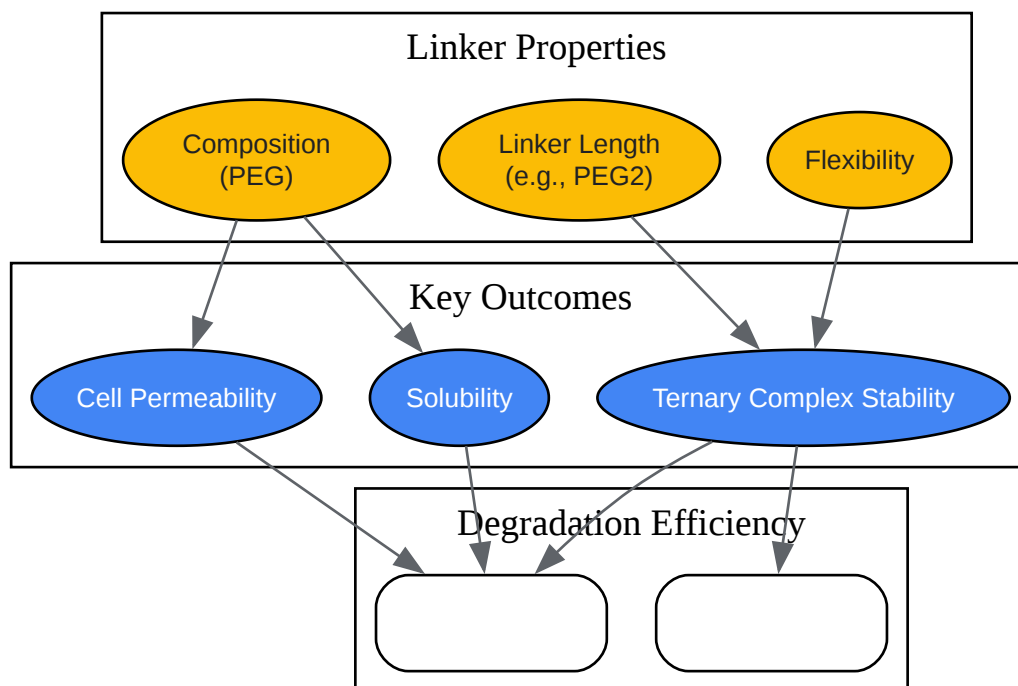 Linker Properties
Composition
(PEG)
Linker Length
(e.g., PEG2)
Flexibility
Key Outcomes
Cell Permeability
Solubility
Ternary Complex Stability
Degradation Efficiency